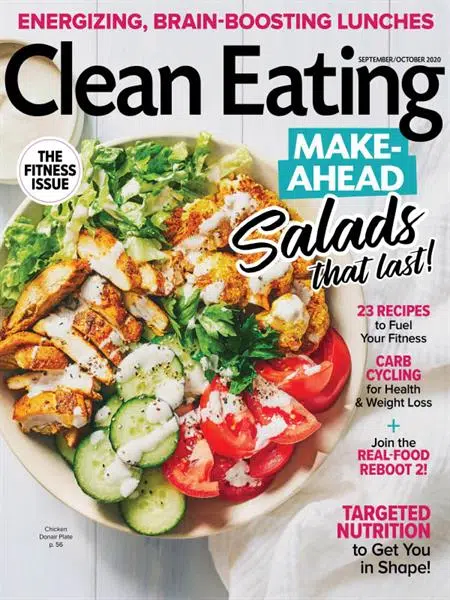 ENERGIZING, BRAIN-BOOSTING LUNCHES
SEPTEMBER/OCTOBER 2020
Clean Eating
THE
FITNESS
ISSUE
MAKE-
AHEAD
Salads
that last!
23 RECIPES
to Fuel
Your Fitness
CARB
CYCLING
for Health
& Weight Loss
+
Join the
REAL-FOOD
REBOOT 2!
TARGETED
NUTRITION
to Get You
in Shape!
Chicken
Donair Plate
p. 56